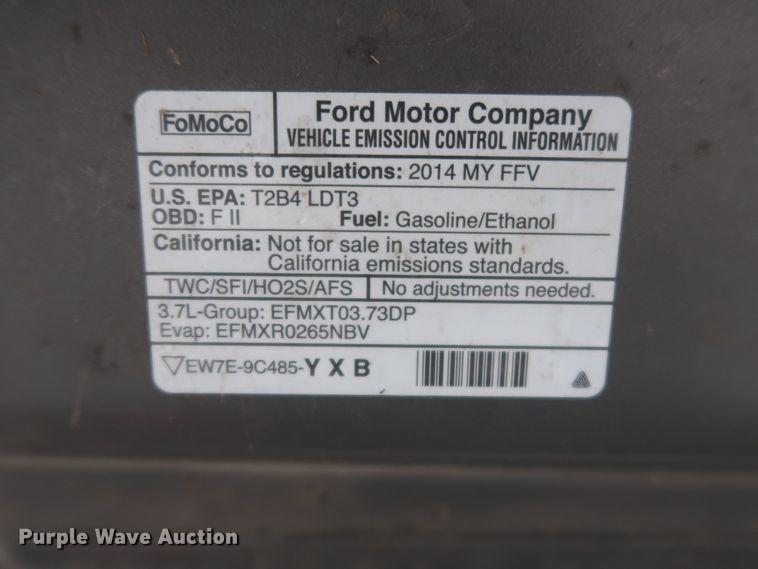 FoMoCo
Ford Motor Company
VEHICLE EMISSION CONTROL INFORMATION
Conforms to regulations: 2014 MY FFV
U.S. EPA: T2B4 LDT3
OBD: F II Fuel: Gasoline/Ethanol
California: Not for sale in states with
California emissions standards.
TWC/SFI/HO2S/AFS No adjustments needed.
3.7L-Group: EFMXT03.73DP
Evap: EFMXR0265NBV
EW7E-9C485-Y X B
Purple Wave Auction